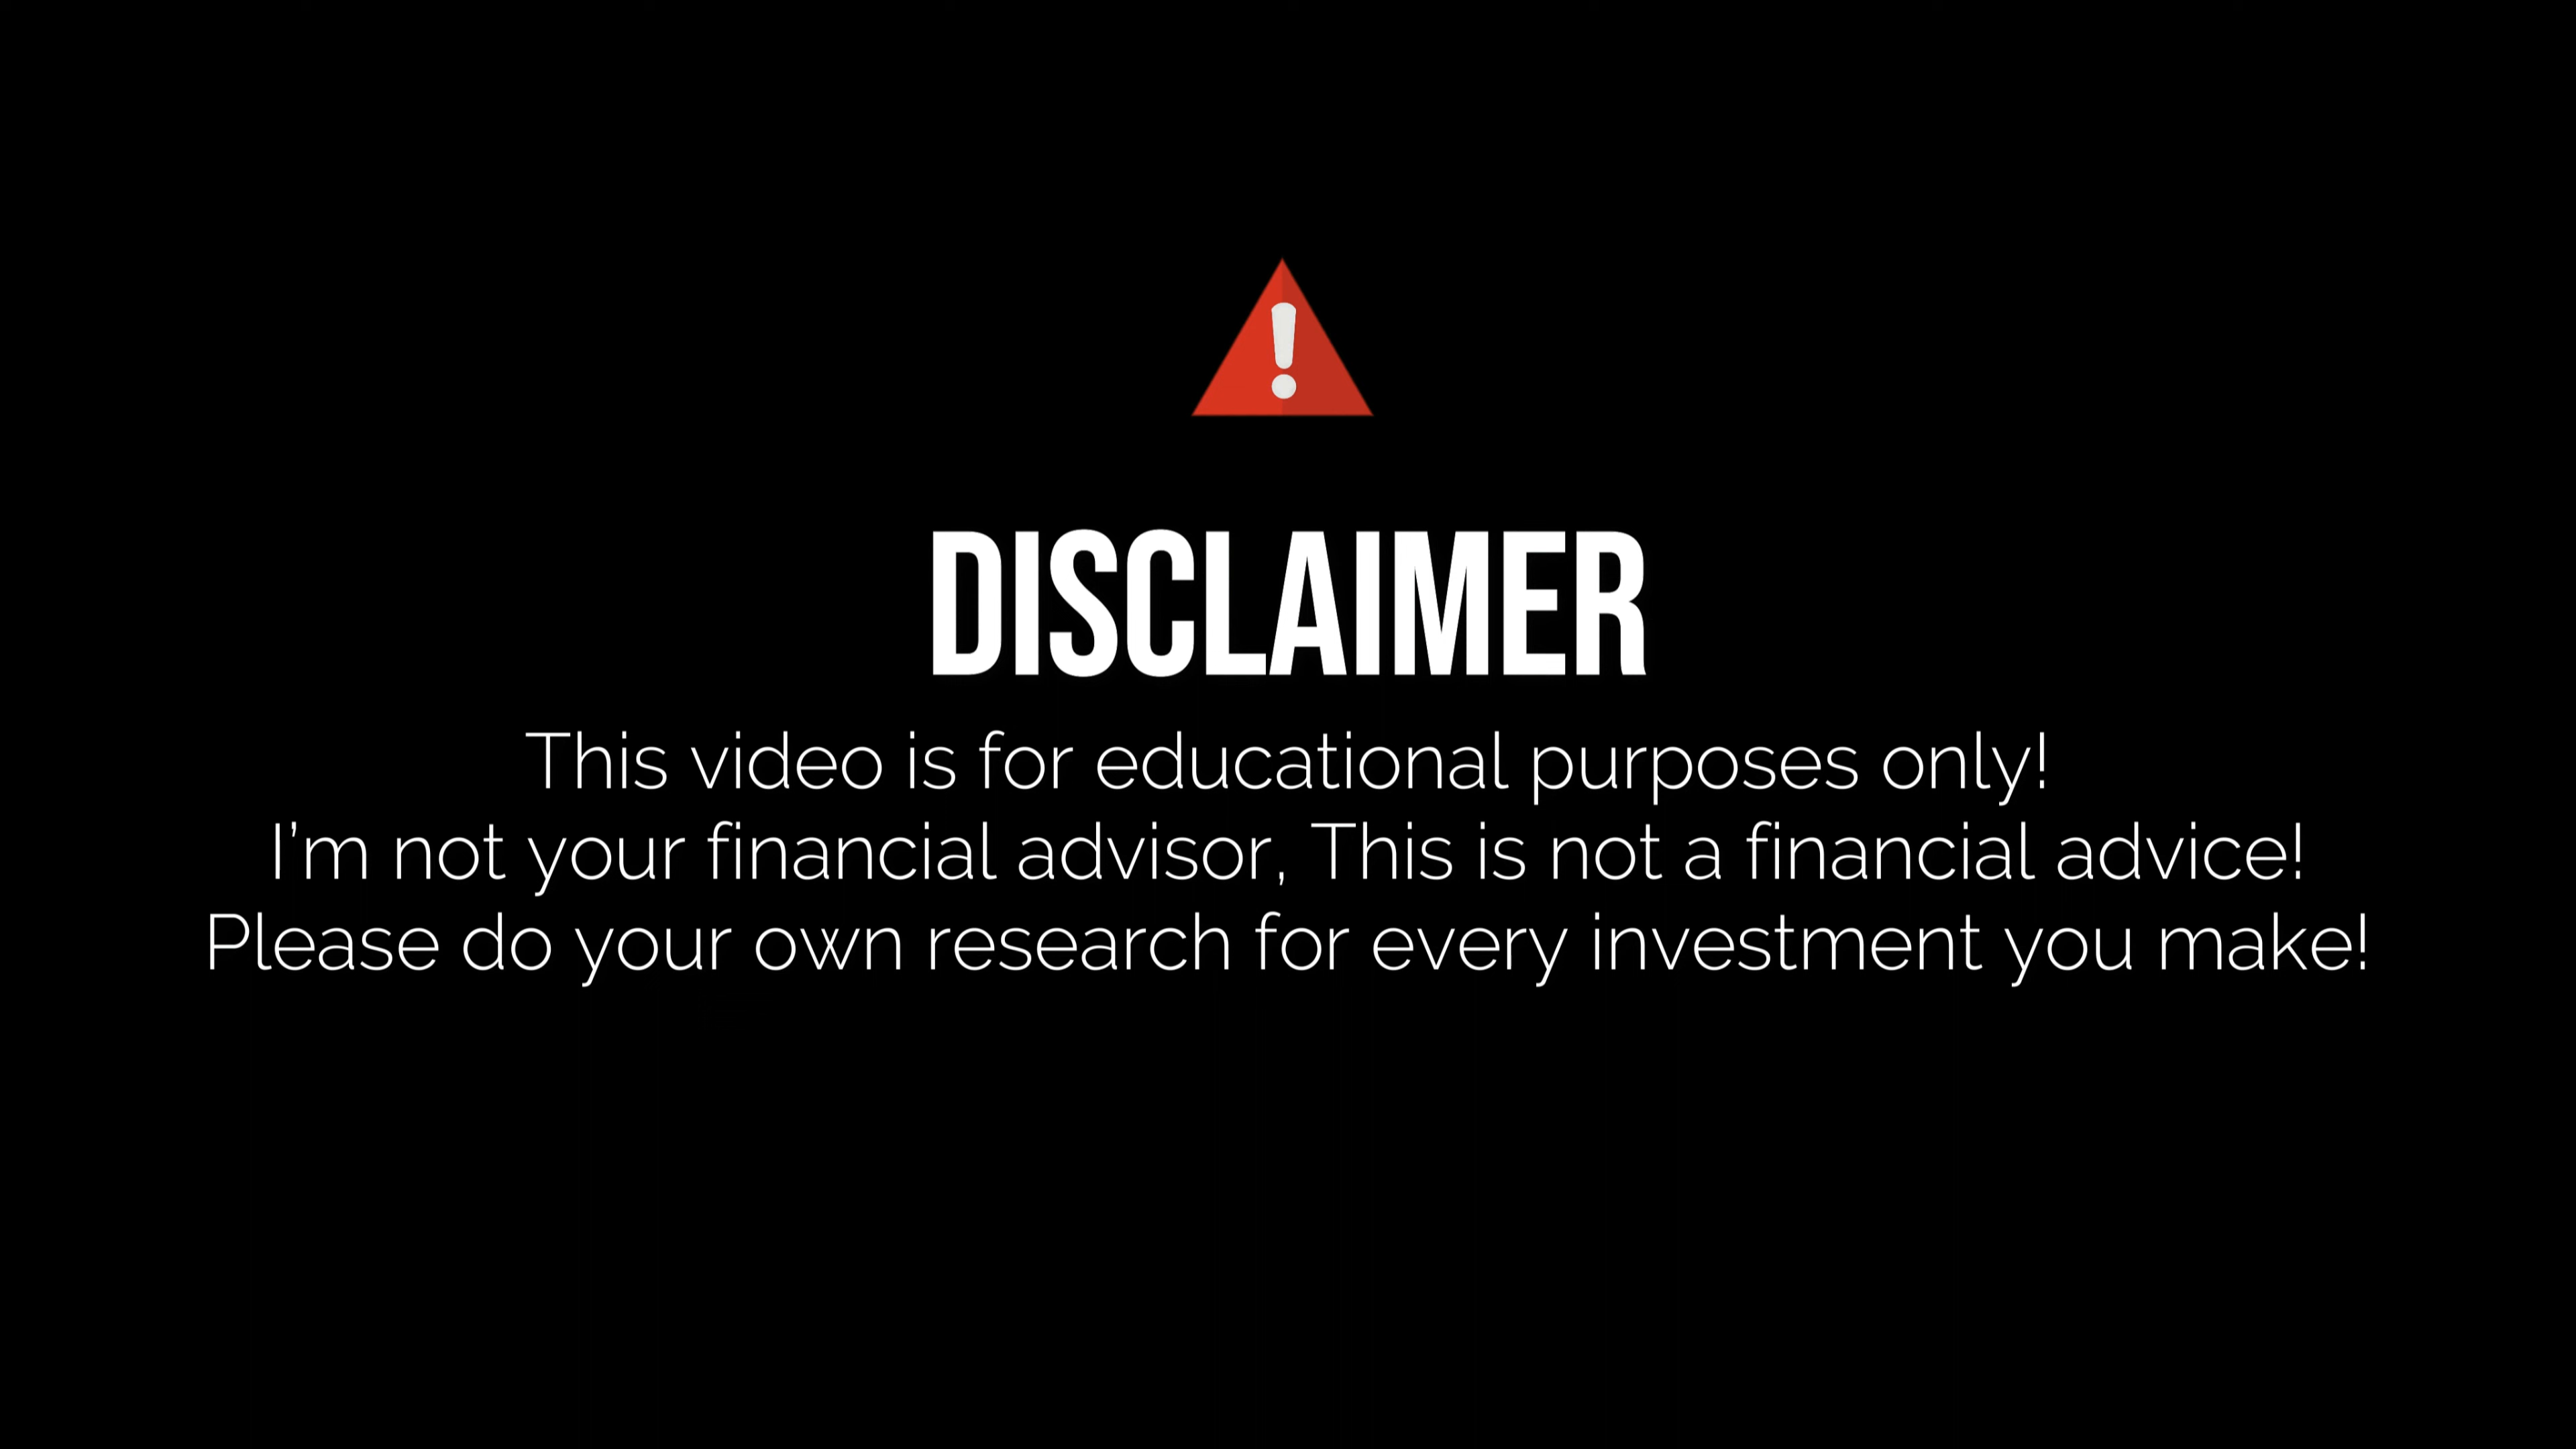 DISCLAIMER
This video is for educational purposes only!
I'm not your financial advisor, This is not a financial advice!
Please do your own research for every investment you make!